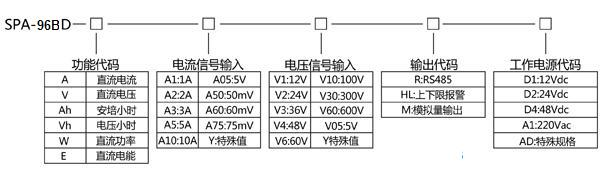 SPA-96BD-□-□-□-□-□
功能代码 电流信号输入 电压信号输入 输出代码 工作电源代码
A 直流电流 A1:1A A05:5V V1:12V V10:100V R:RS485 D1:12Vdc
V 直流电压 A2:2A A50:50mV V2:24V V30:300V HL:上下限报警 D2:24Vdc
Ah 安培小时 A3:3A A60:60mV V3:36V V60:600V M:模拟量输出 D4:48Vdc
Vh 电压小时 A5:5A A75:75mV V4:48V V05:5V A1:220Vac
W 直流功率 A10:10A Y:特殊值 V6:60V Y特殊值 AD:特殊规格
E 直流电能